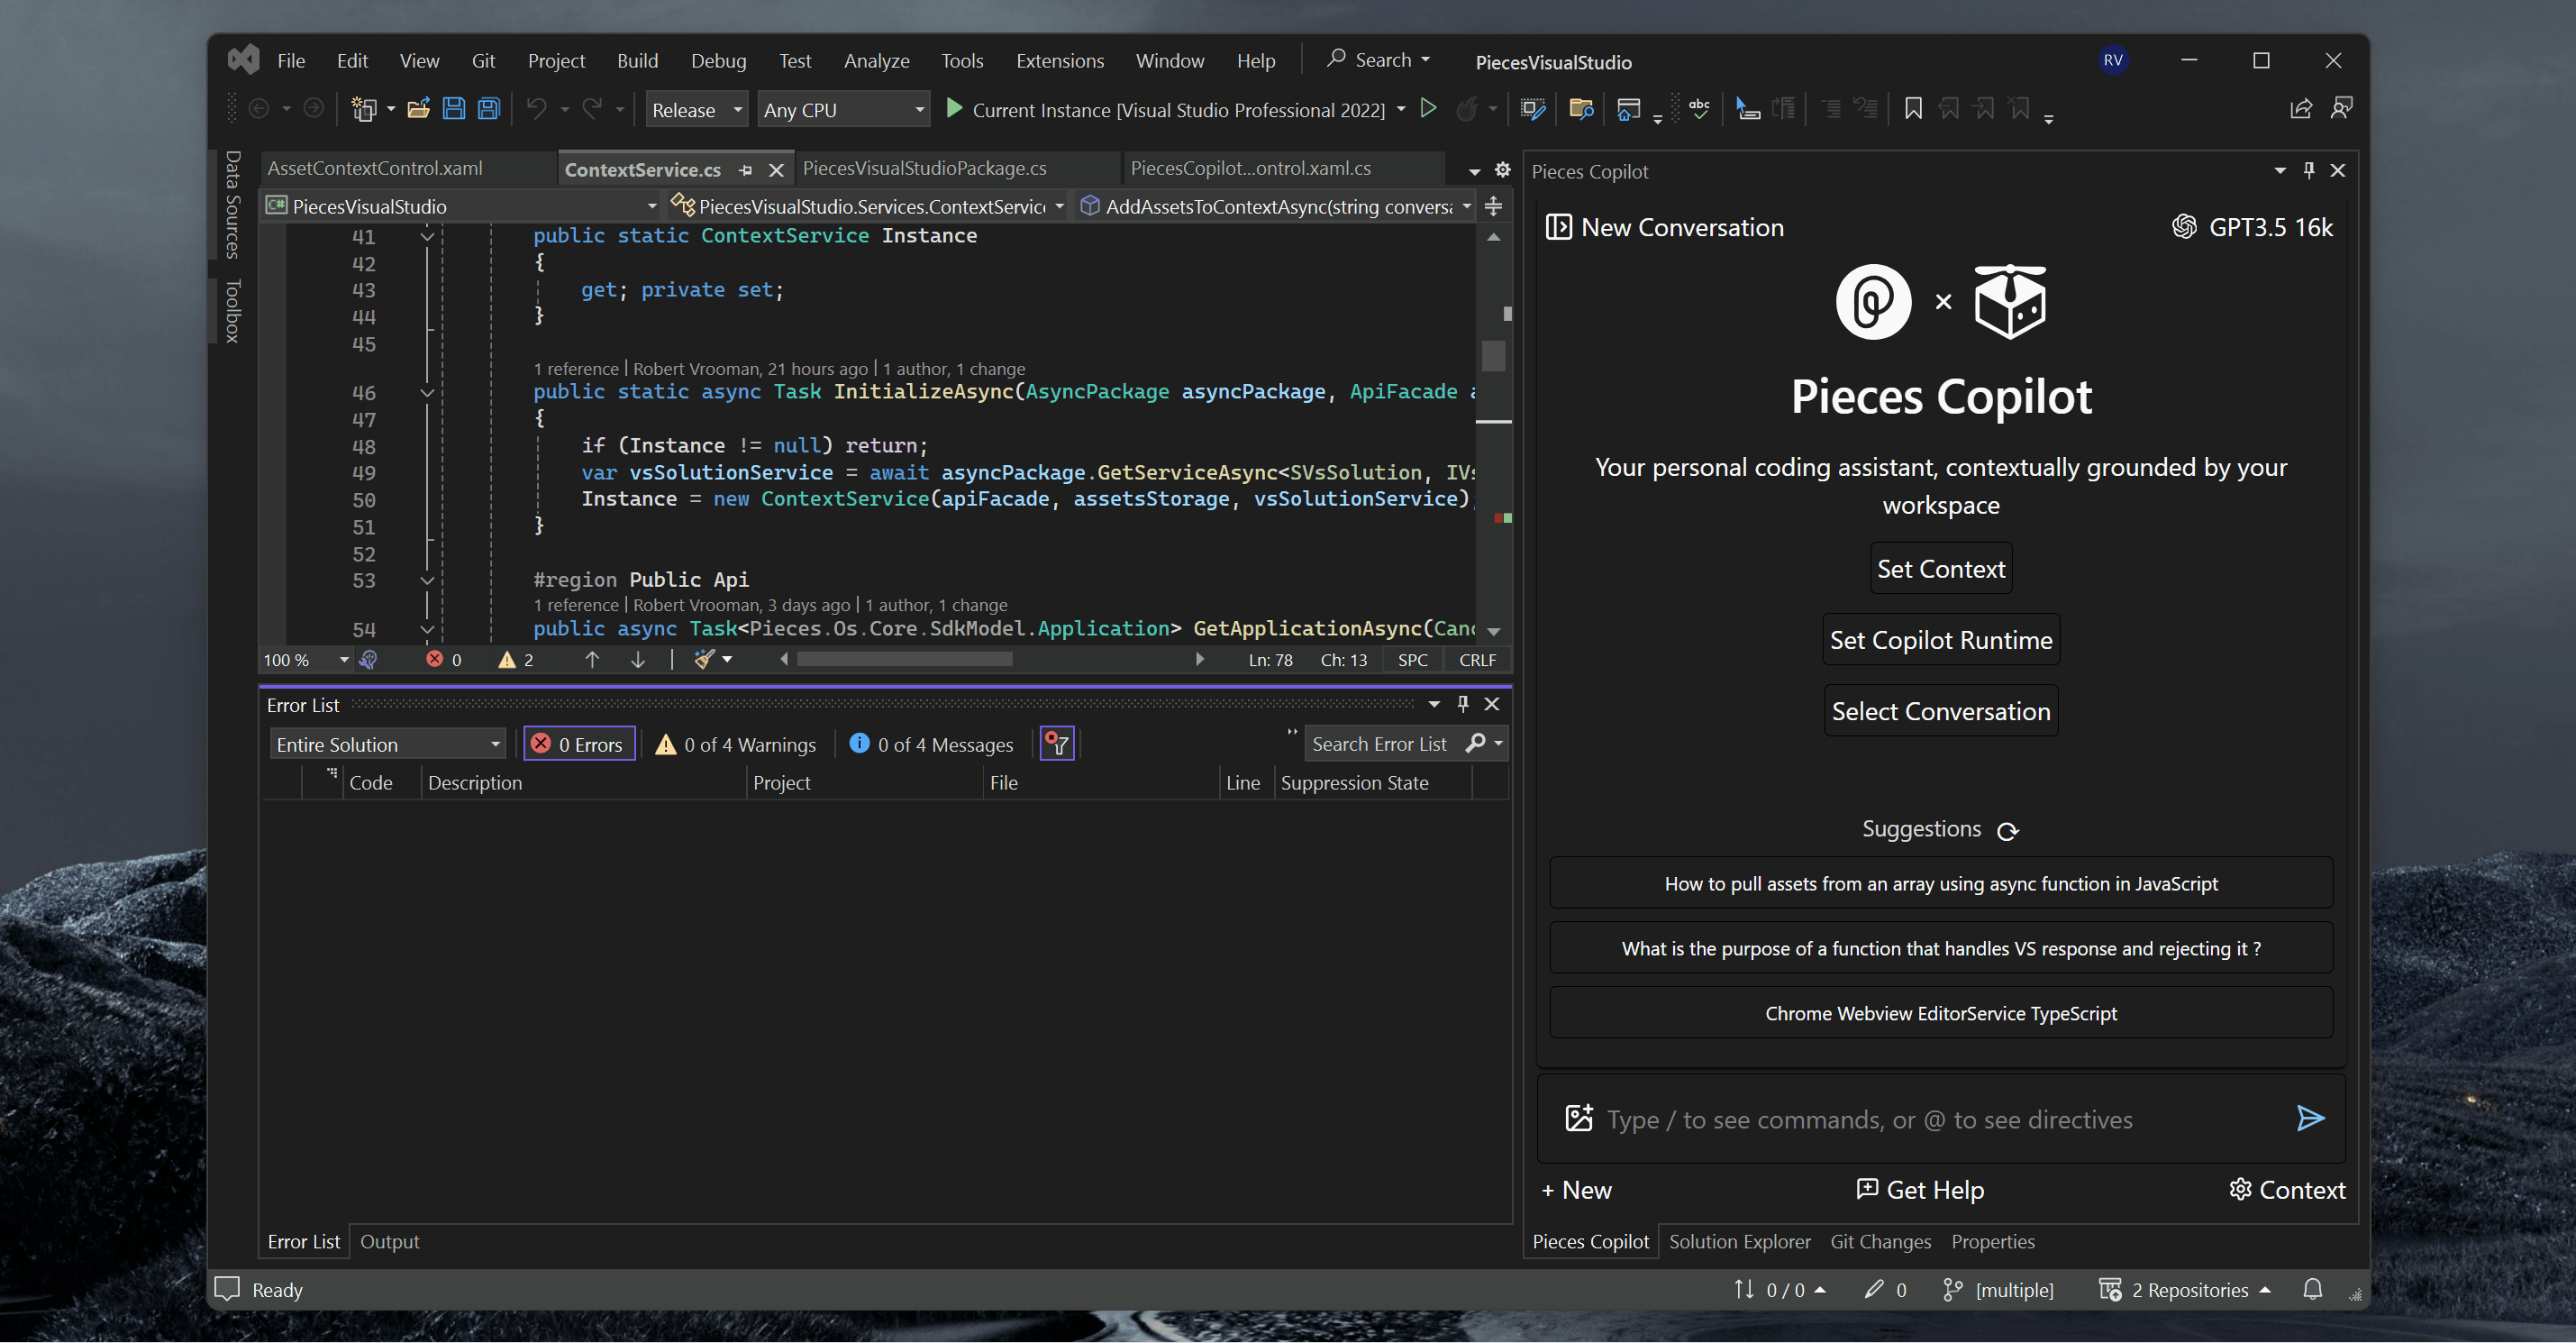 File Edit View Git Project Build Debug Test Analyze Tools Extensions Window Help Search PiecesVisualStudio RV
Release Any CPU Current Instance [Visual Studio Professional 2022] abc
Data Sources
Toolbox
AssetContextControl.xaml ContextService.cs PiecesVisualStudioPackage.cs PiecesCopilot...ontrol.xaml.cs
C# PiecesVisualStudio PiecesVisualStudio.Services.ContextServic AddAssetsToContextAsync(string convers
41 public static ContextService Instance
42 {
43 get; private set;
44 }
45
1 reference | Robert Vrooman, 21 hours ago | 1 author, 1 change
46 public static async Task InitializeAsync(AsyncPackage asyncPackage, ApiFacade a
47 {
48 if (Instance != null) return;
49 var vsSolutionService = await asyncPackage.GetServiceAsync<SVsSolution, IVs
50 Instance = new ContextService(apiFacade, assetsStorage, vsSolutionService);
51 }
52
53 #region Public Api
1 reference | Robert Vrooman, 3 days ago | 1 author, 1 change
54 public async Task<Pieces.Os.Core.SdkModel.Application> GetApplicationAsync(Canc
100 % 0 2 Ln: 78 Ch: 13 SPC CRLF
Error List
Entire Solution 0 Errors 0 of 4 Warnings 0 of 4 Messages Search Error List
Code Description Project File Line Suppression State
Error List Output
Pieces Copilot
New Conversation GPT3.5 16k
Pieces Copilot
Your personal coding assistant, contextually grounded by your
workspace
Set Context
Set Copilot Runtime
Select Conversation
Suggestions
How to pull assets from an array using async function in JavaScript
What is the purpose of a function that handles VS response and rejecting it ?
Chrome Webview EditorService TypeScript
Type / to see commands, or @ to see directives
+ New Get Help Context
Pieces Copilot Solution Explorer Git Changes Properties
Ready 0 / 0 0 [multiple] 2 Repositories